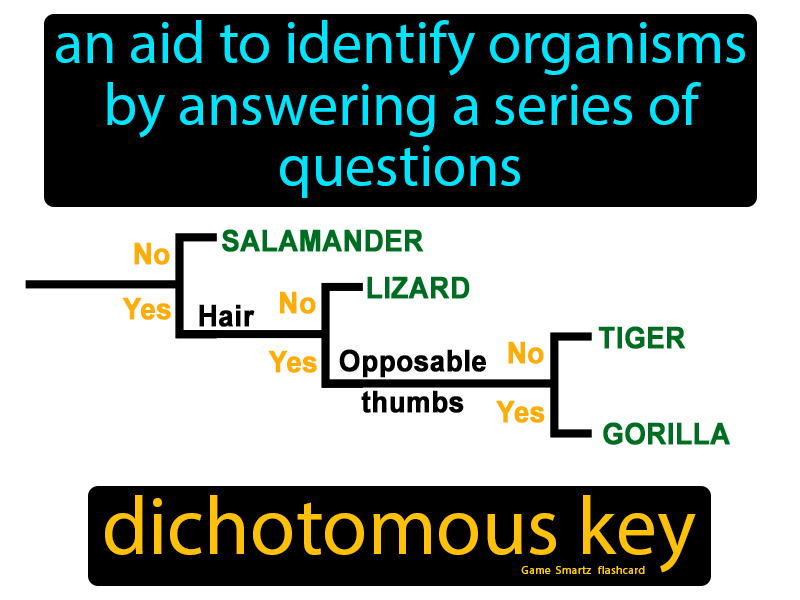 an aid to identify organisms
by answering a series of
questions
No
SALAMANDER
Yes
Hair
No
LIZARD
Yes
Opposable
thumbs
No
TIGER
Yes
GORILLA
dichotomous key
Game Smartz flashcard